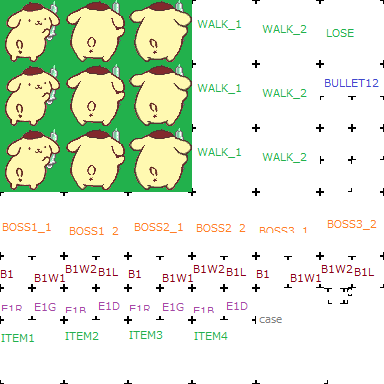 WALK_1 WALK_2 LOSE
WALK_1 WALK_2 BULLET12
WALK_1 WALK_2
BOSS1_1 BOSS1_2 BOSS2_1 BOSS2_2 BOSS3_1 BOSS3_2
B1 B1W1 B1W2 B1L B1 B1W1 B1W2 B1L B1 B1W1 B1W2 B1L
E1R E1G E1B E1D E1R E1G E1B E1D case
ITEM1 ITEM2 ITEM3 ITEM4